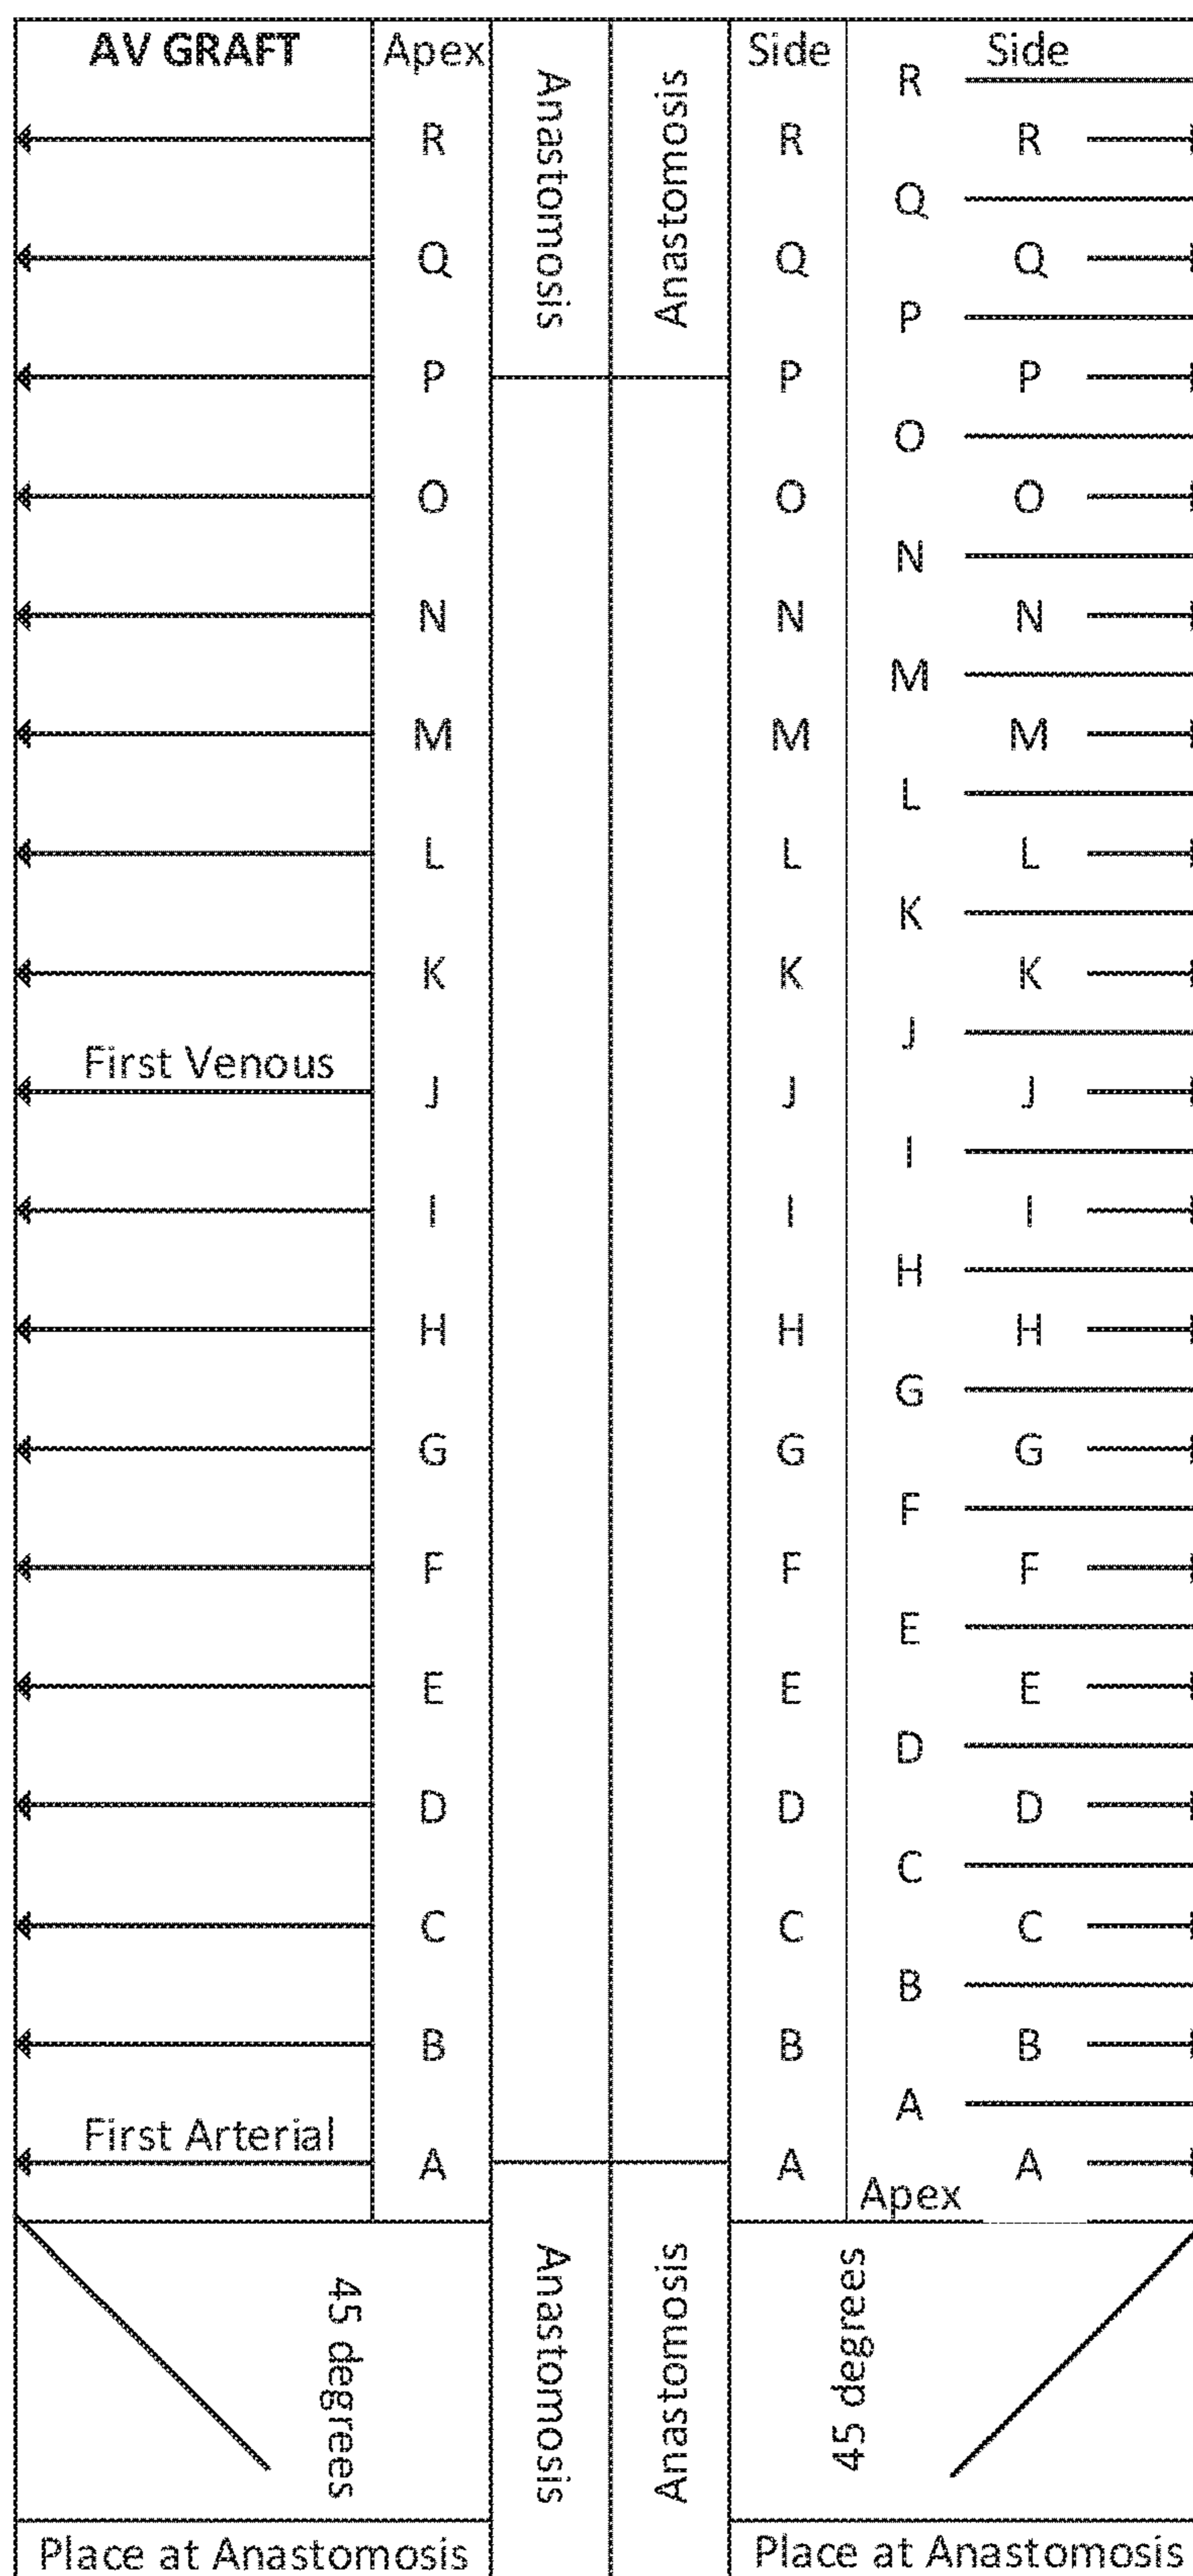 AV GRAFT Apex Side Side
Anastomosis Anastomosis
R
R R R
Q
Q Q Q
P
P P P
O
O O O
N
N N N
M
M M M
L
L L L
K
K K K
J
First Venous
J J J
I
I I I
H
H H H
G
G G G
F
F F F
E
E E E
D
D D D
C
C C C
B
B B B
A
First Arterial
A A A
Apex
45 degrees Anastomosis Anastomosis 45 degrees
Place at Anastomosis Place at Anastomosis